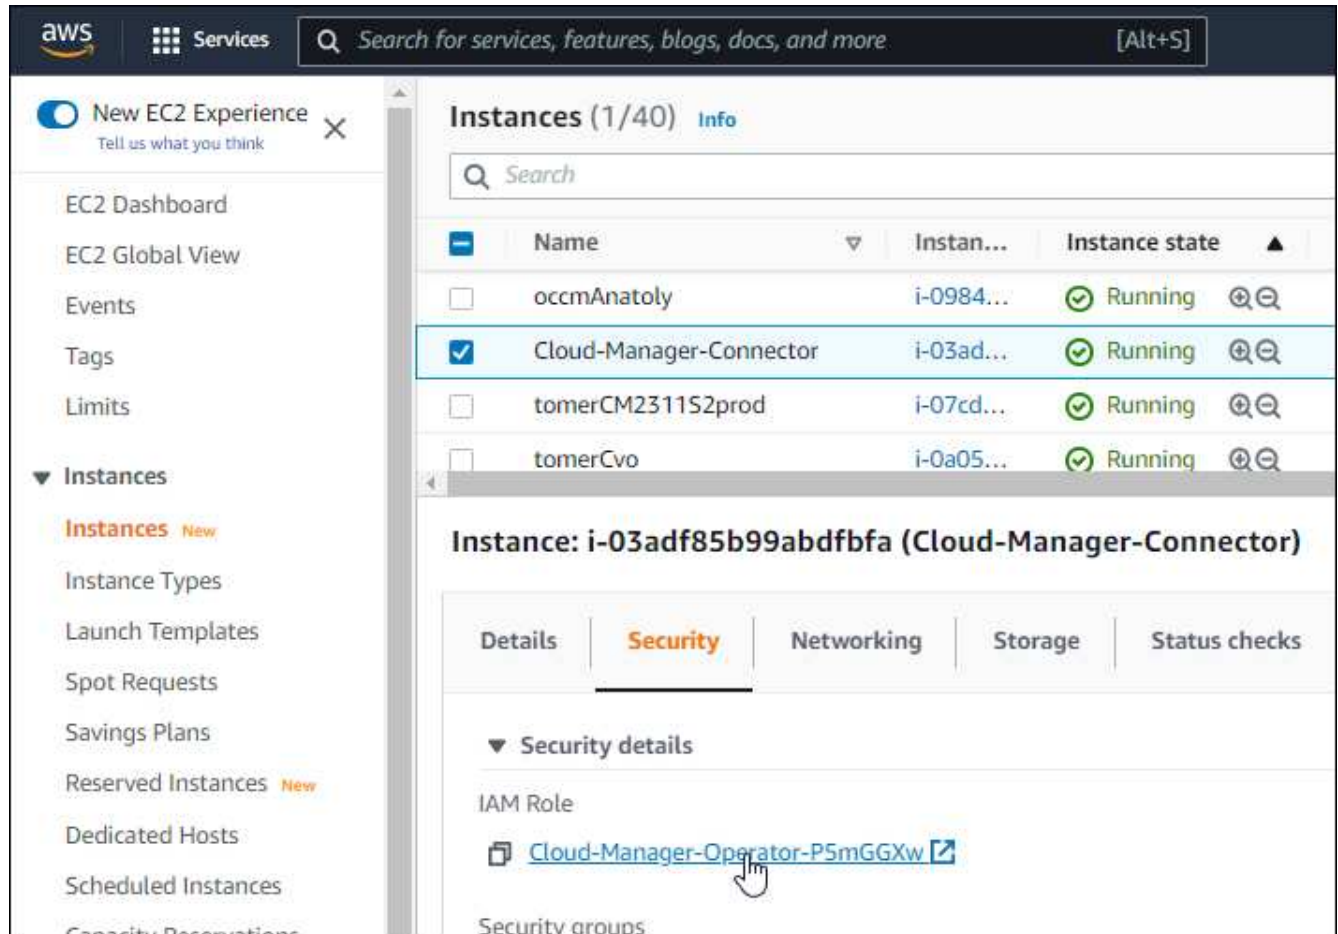 aws Services Search for services, features, blogs, docs, and more [Alt+S]
New EC2 Experience
Tell us what you think
EC2 Dashboard
EC2 Global View
Events
Tags
Limits
Instances
Instances New
Instance Types
Launch Templates
Spot Requests
Savings Plans
Reserved Instances New
Dedicated Hosts
Scheduled Instances
Capacity Reservations
Instances (1/40) Info
Search
Name Instan... Instance state
occmAnatoly i-0984... Running
Cloud-Manager-Connector i-03ad... Running
tomerCM2311S2prod i-07cd... Running
tomerCvo i-0a05... Running
Instance: i-03adf85b99abdfbfa (Cloud-Manager-Connector)
Details Security Networking Storage Status checks
Security details
IAM Role
Cloud-Manager-Operator-P5mGGXw
Security groups